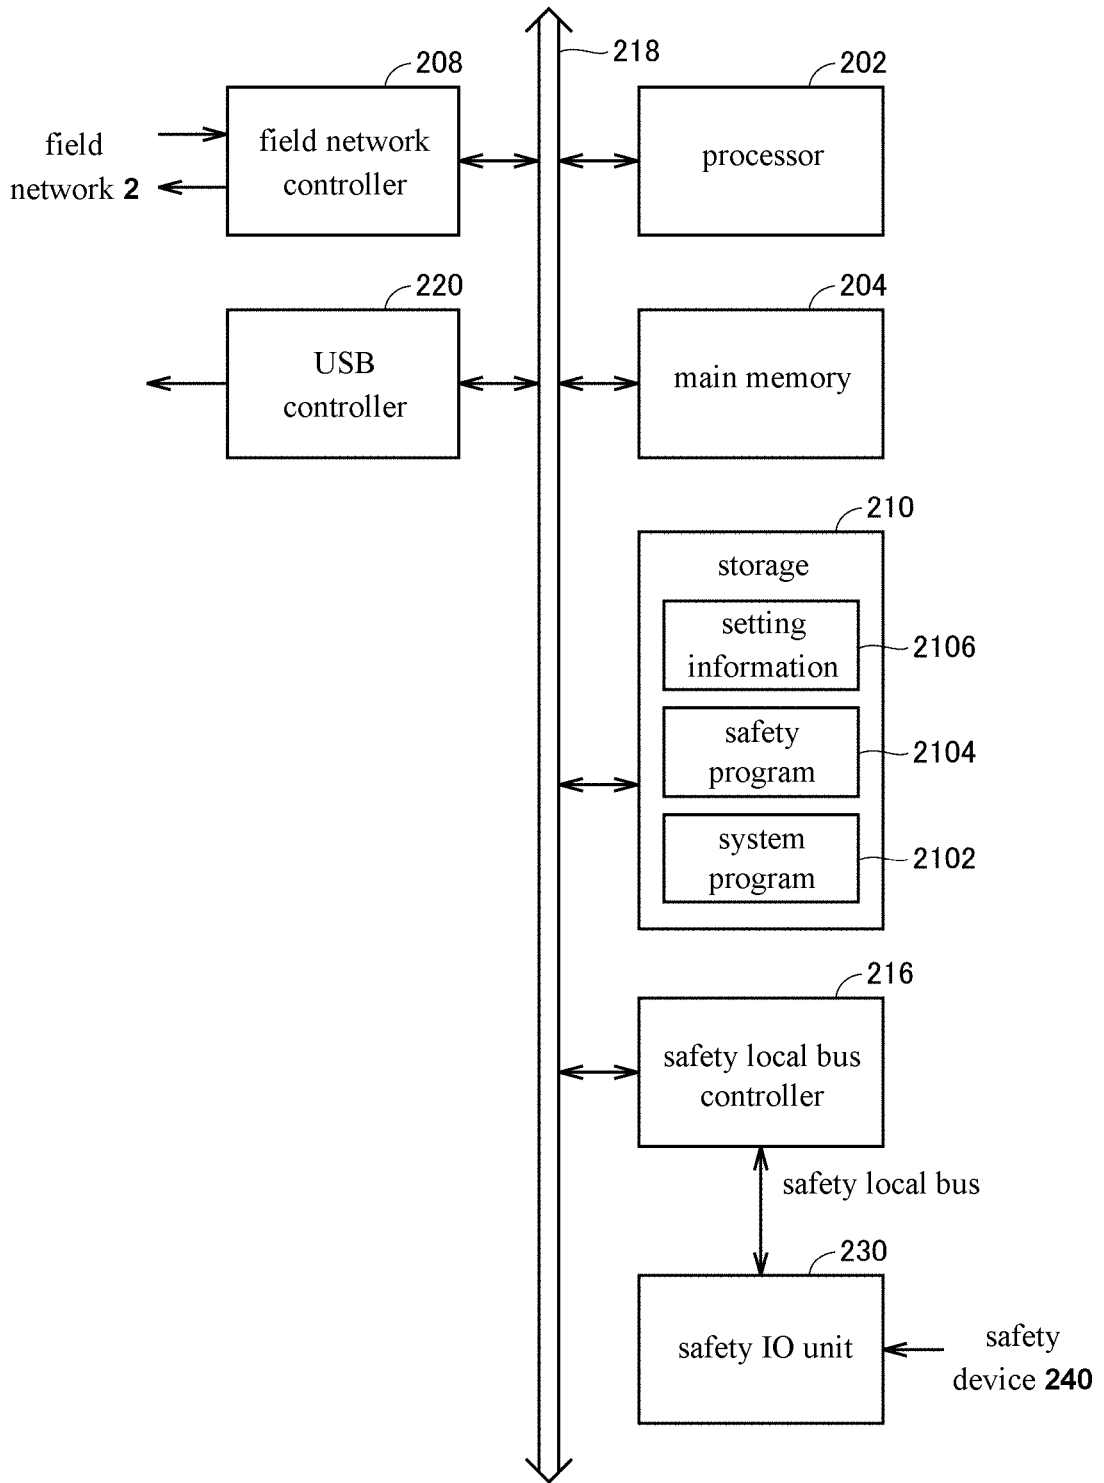 218
208
field network
controller
field
network 2
202
processor
220
USB
controller
204
main memory
210
storage
setting
information
2106
safety
program
2104
system
program
2102
216
safety local bus
controller
safety local bus
230
safety IO unit
safety
device 240